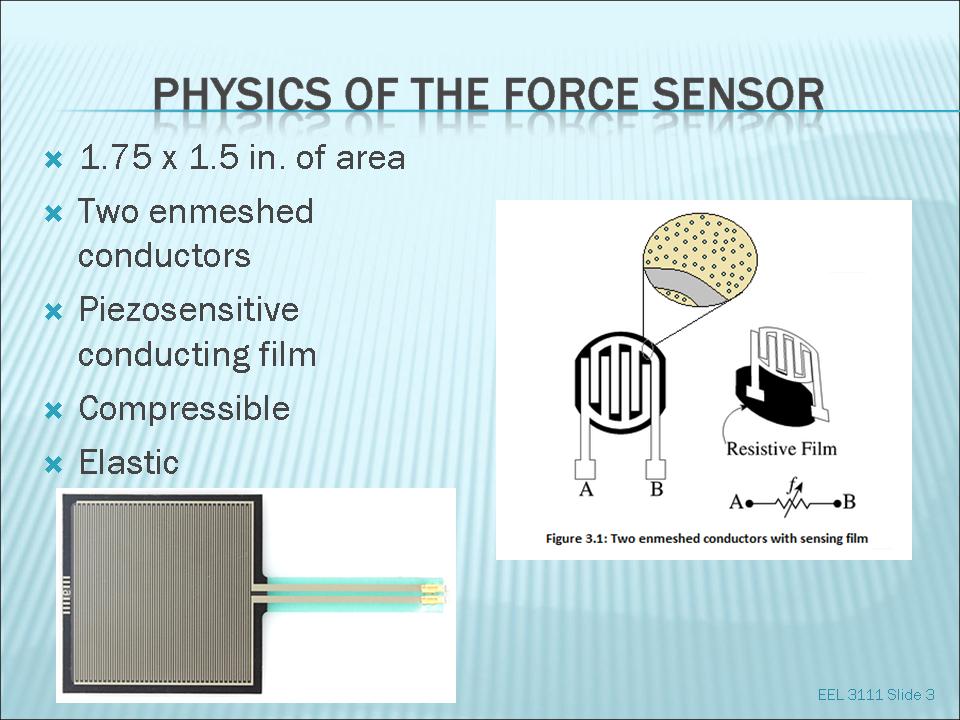 PHYSICS OF THE FORCE SENSOR
1.75 x 1.5 in. of area
Two enmeshed
conductors
Piezosensitive
conducting film
Compressible
Elastic
A
B
Resistive Film
f
A
B
Figure 3.1: Two enmeshed conductors with sensing film
EEL 3111 Slide 3